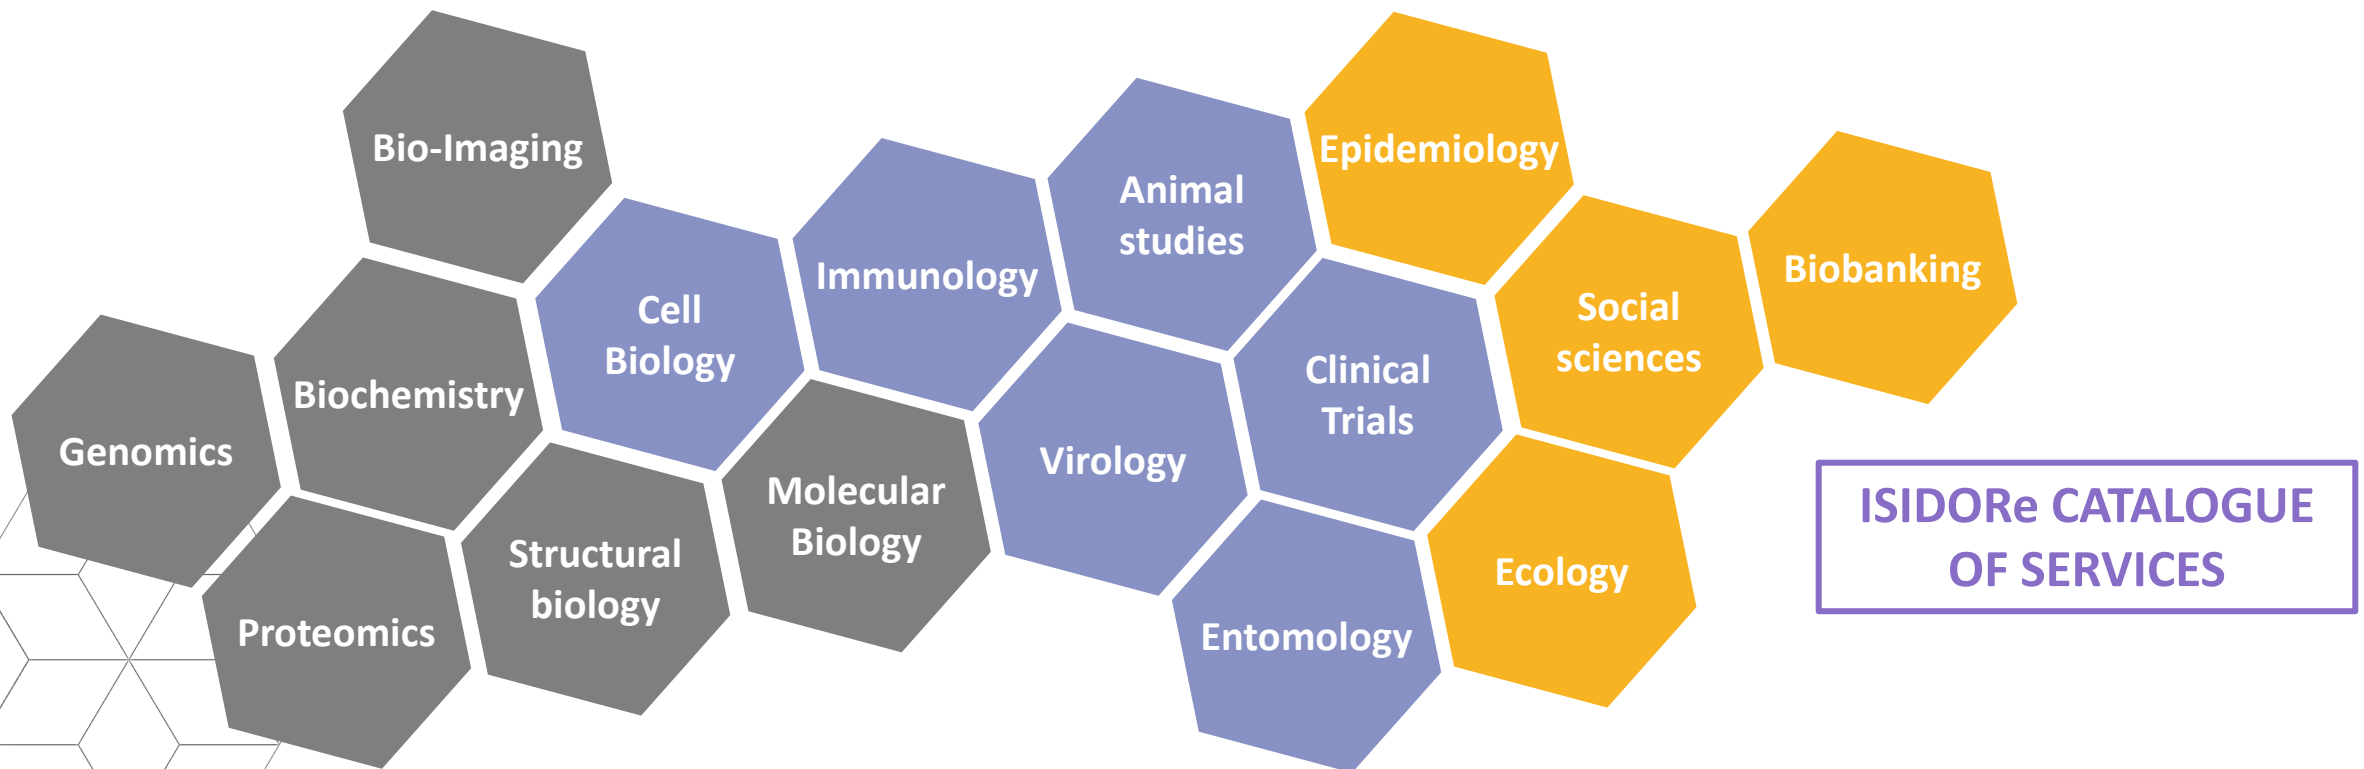 Bio-Imaging
Epidemiology
Animal
studies
Immunology
Biobanking
Cell
Biology
Social
sciences
Biochemistry
Clinical
Trials
Genomics
Virology
Molecular
Biology
ISIDORe CATALOGUE
OF SERVICES
Structural
biology
Ecology
Proteomics
Entomology